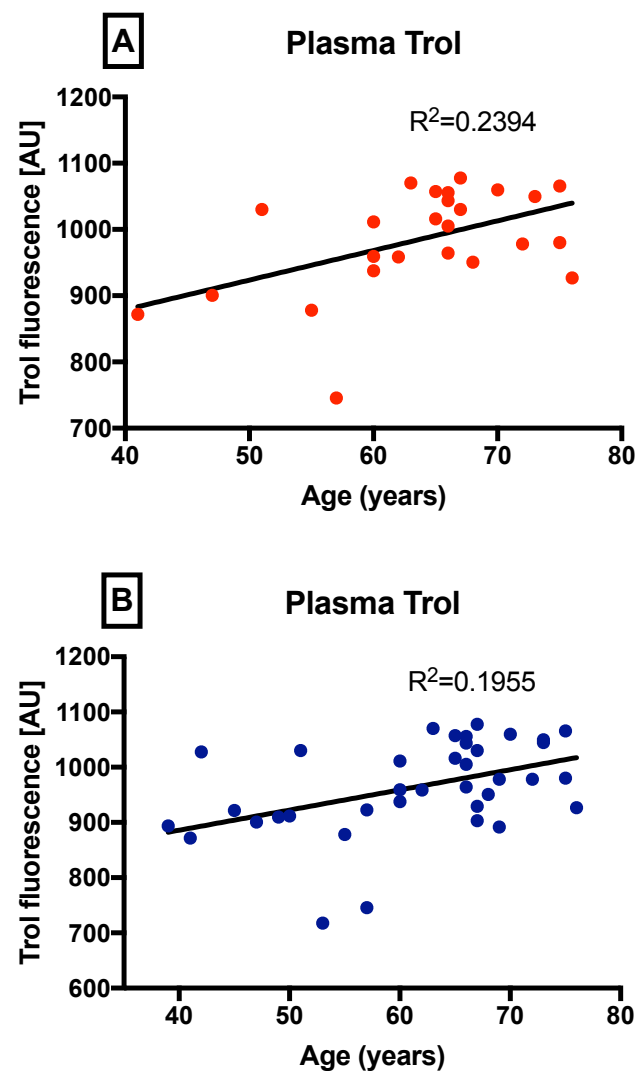 A
Plasma Trol
R²=0.2394
Trol fluorescence [AU]
1200
1100
1000
900
800
700
40 50 60 70 80
Age (years)
B
Plasma Trol
R²=0.1955
Trol fluorescence [AU]
1200
1100
1000
900
800
700
600
40 50 60 70 80
Age (years)